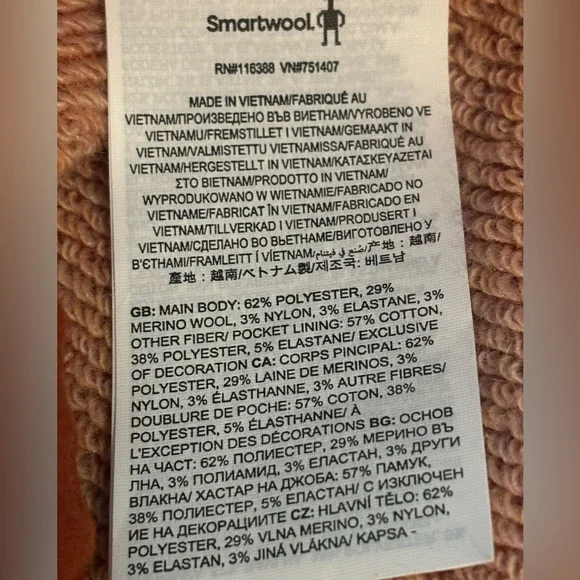 Smartwool.
RN#116388 VN#751407
MADE IN VIETNAM/FABRIQUÉ AU
VIETNAM/ПРОИЗВЕДЕНО ВЪВ ВИЕТНАМ/VYROBENO VE
VIETNAMU/FREMSTILLET I VIETNAM/GEMAAKT IN
VIETNAM/VALMISTETTU VIETNAMISSA/FABRIQUÉ AU
VIETNAM/HERGESTELLT IN VIETNAM/ΚΑΤΑΣΚΕΥΑΖΕΤΑΙ
ΣΤΟ ΒΙΕΤΝΑΜ/PRODOTTO IN VIETNAM/
WYPRODUKOWANO W WIETNAMIE/FABRICADO NO
VIETNAME/FABRICAT ÎN VIETNAM/FABRICADO EN
VIETNAM/TILLVERKAD I VIETNAM/PRODUSERT I
VIETNAM/СДЕЛАНО ВО ВЬЕТНАМЕ/ВИГОТОВЛЕНО У
В'ЄТНАМІ/FRAMLEITT Í VÍETNAM/صُنع في فيتنام/产地：越南/
產地：越南/ベトナム製/제조국: 베트남
GB: MAIN BODY: 62% POLYESTER, 29%
MERINO WOOL, 3% NYLON, 3% ELASTANE, 3%
OTHER FIBER/ POCKET LINING: 57% COTTON,
38% POLYESTER, 5% ELASTANE/ EXCLUSIVE
OF DECORATION CA: CORPS PINCIPAL: 62%
POLYESTER, 29% LAINE DE MERINOS, 3%
NYLON, 3% ÉLASTHANNE, 3% AUTRE FIBRES/
DOUBLURE DE POCHE: 57% COTON, 38%
POLYESTER, 5% ÉLASTHANNE/ À
L'EXCEPTION DES DÉCORATIONS BG: ОСНОВ
НА ЧАСТ: 62% ПОЛИЕСТЕР, 29% МЕРИНО ВЪ
ЛНА, 3% ПОЛИАМИД, 3% ЕЛАСТАН, 3% ДРУГИ
ВЛАКНА/ ХАСТАР НА ДЖОБА: 57% ПАМУК,
38% ПОЛИЕСТЕР, 5% ЕЛАСТАН/ С ИЗКЛЮЧЕН
ИЕ НА ДЕКОРАЦИИТЕ CZ: HLAVNÍ TĚLO: 62%
POLYESTER, 29% VLNA MERINO, 3% NYLON,
3% ELASTAN, 3% JINÁ VLÁKNA/ KAPSA -